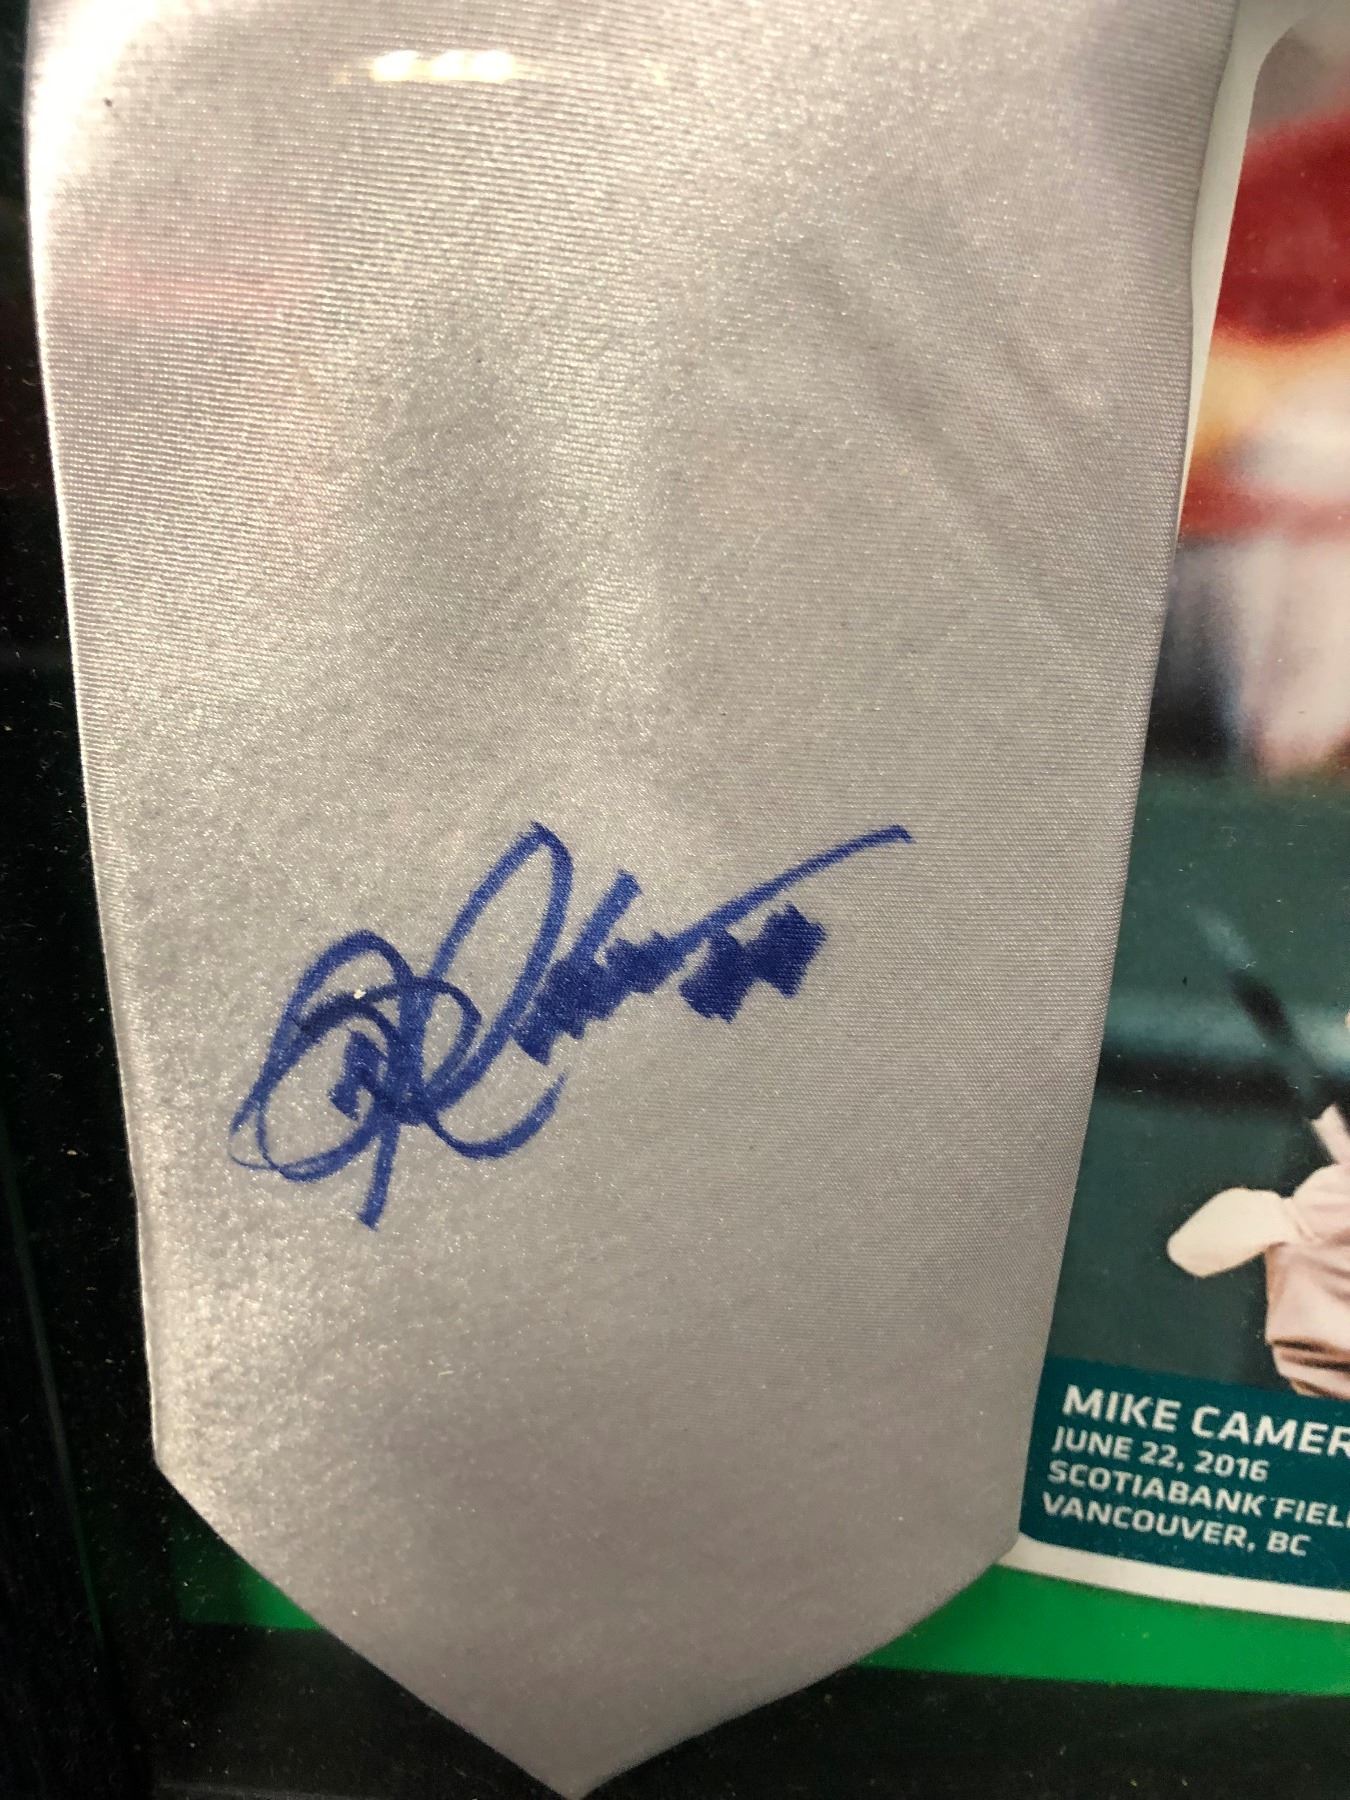 MIKE CAMER
JUNE 22, 2016
SCOTIABANK FIEL
VANCOUVER, BC